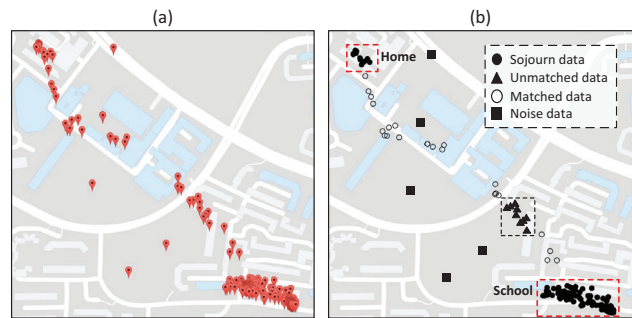 (a)
(b)
Home
Sojourn data
Unmatched data
Matched data
Noise data
School